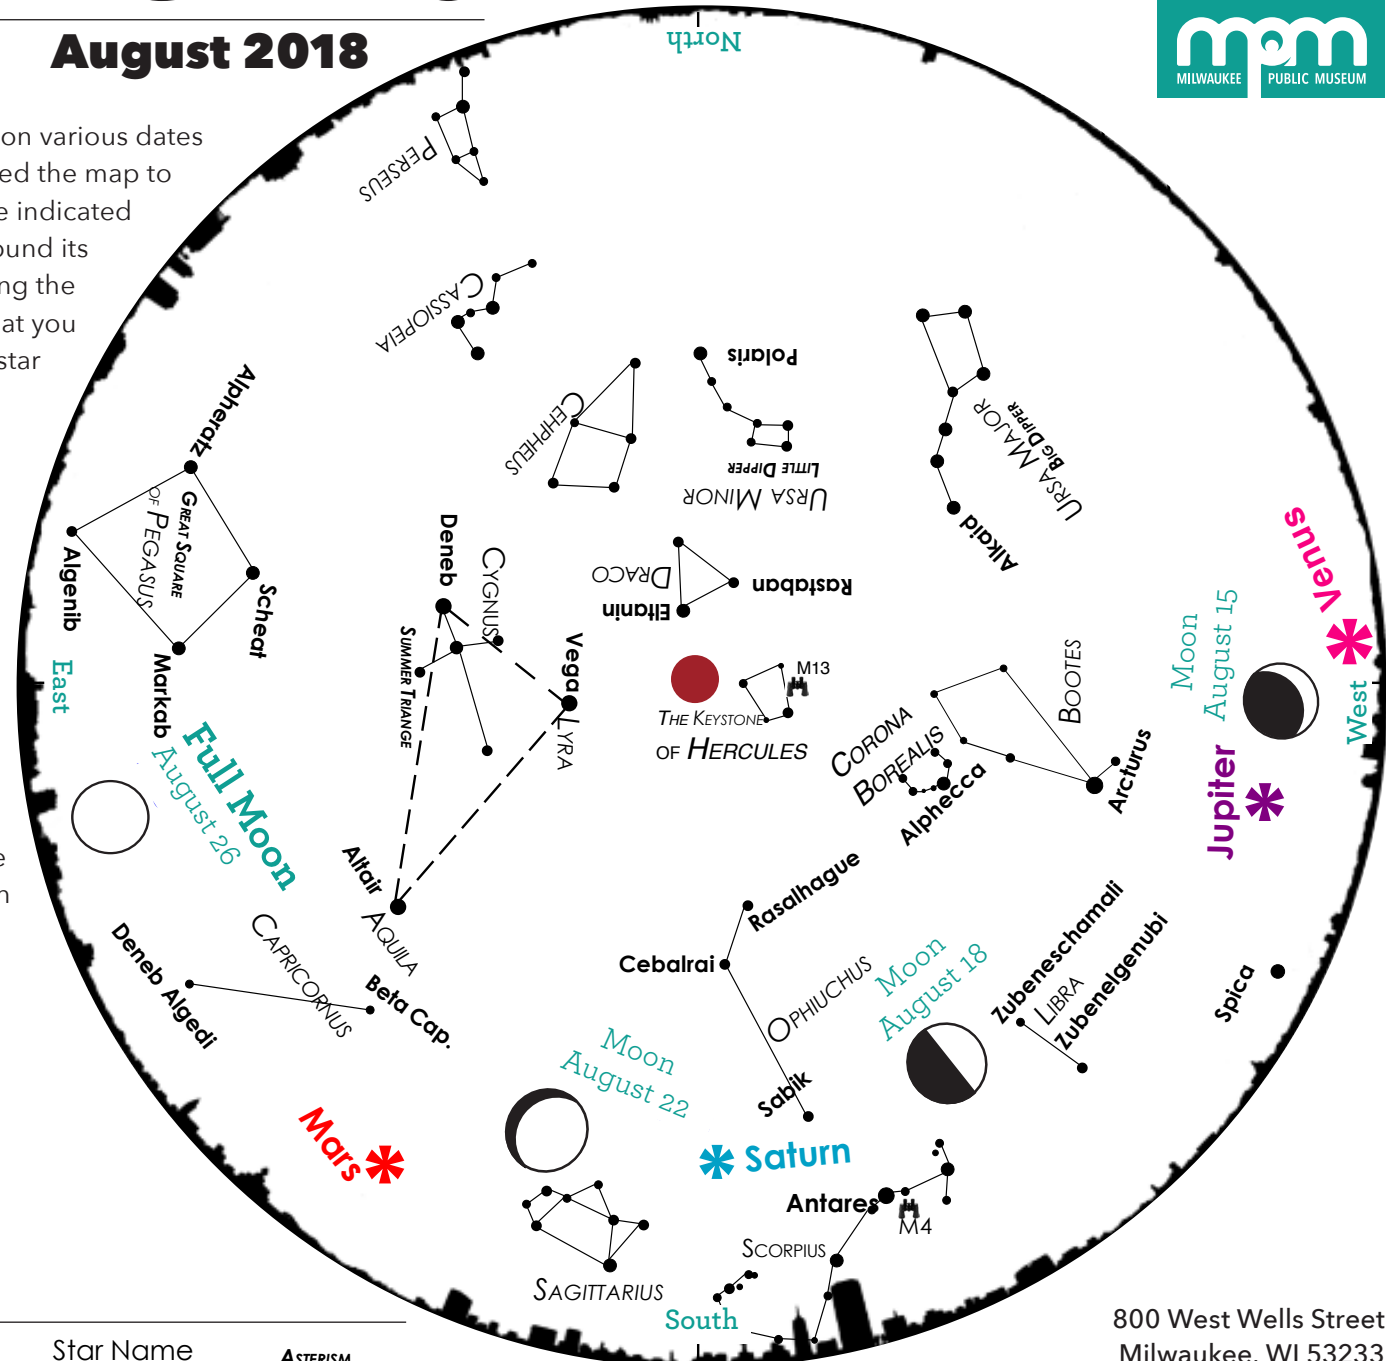 August 2018
MILWAUKEE PUBLIC MUSEUM
on various dates
ed the map to
e indicated
ound its
ng the
at you
star
e
n
North
PERSEUS
CASSIOPEIA
CEHPHEUS
Polaris
LITTLE DIPPER
URSA MINOR
URSA MAJOR
BIG DIPPER
Alkaid
Alpheratz
GREAT SQUARE
OF PEGASUS
Algenib
Scheat
Markab
East
Deneb
CYGNUS
SUMMER TRIANGE
Vega
LYRA
DRACO
Rastaban
Eltanin
M13
THE KEYSTONE
OF HERCULES
CORONA
BOREALIS
Alphecca
BOOTES
Arcturus
Venus
Moon
August 15
West
Jupiter
Full Moon
August 26
Altair
AQUILA
CAPRICORNUS
Deneb Algedi
Beta Cap.
Rasalhague
Cebalrai
OPHIUCHUS
Sabik
Moon
August 18
Zubeneschamali
LIBRA
Zubenelgenubi
Spica
Moon
August 22
Mars
Saturn
Antares
M4
SCORPIUS
SAGITTARIUS
South
Star Name
ASTERISM
800 West Wells Street
Milwaukee, WI 53233